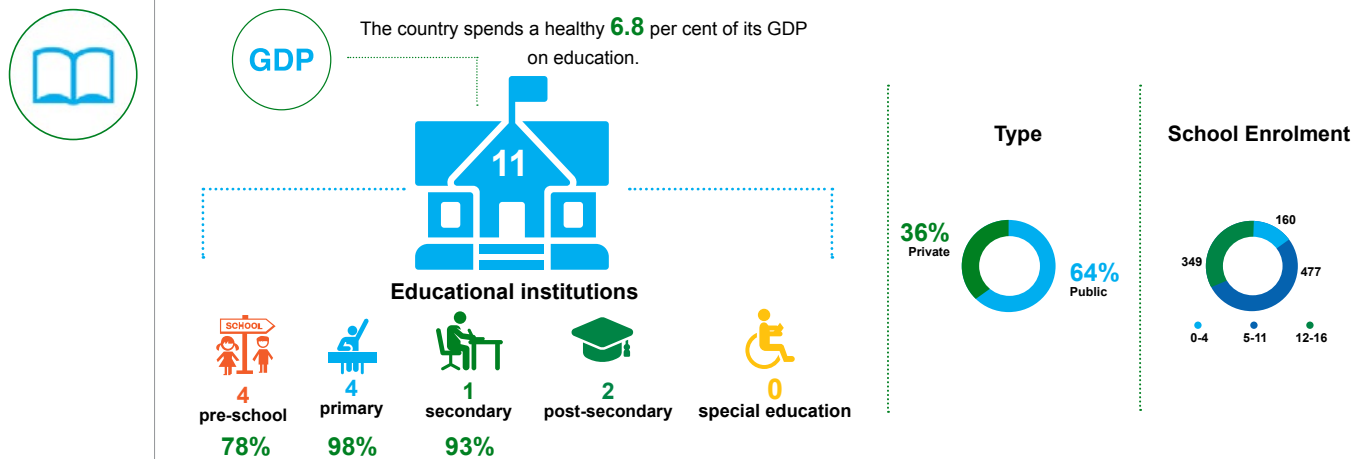 The country spends a healthy 6.8 per cent of its GDP
on education.
GDP
11
Educational institutions
SCHOOL
4
pre-school
78%
4
primary
98%
1
secondary
93%
2
post-secondary
0
special education
Type
36%
Private
64%
Public
School Enrolment
160
477
349
0-4
5-11
12-16